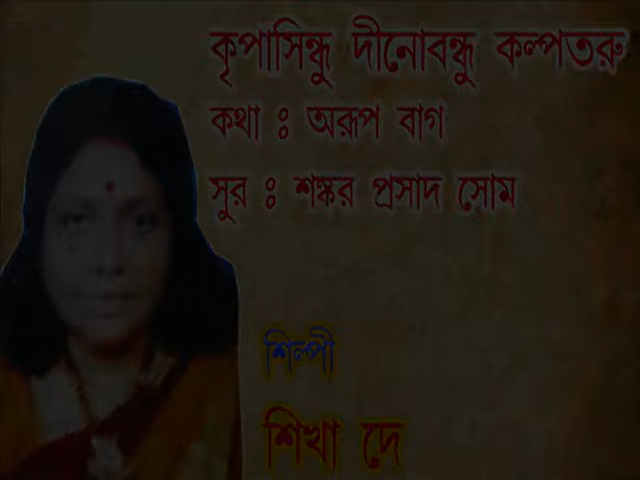 কৃপাসিন্ধু দীনোবন্ধু কল্পতরু
কথা ঃ অরূপ বাগ
সুর ঃ শঙ্কর প্রসাদ সোম
শিল্পী
শিখা দে